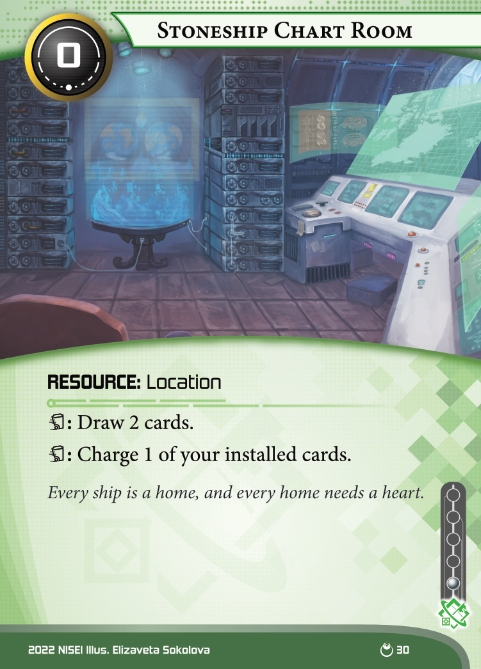 0
STONESHIP CHART ROOM
RESOURCE: Location
: Draw 2 cards.
: Charge 1 of your installed cards.
Every ship is a home, and every home needs a heart.
2022 NISEI Illus. Elizaveta Sokolova
30